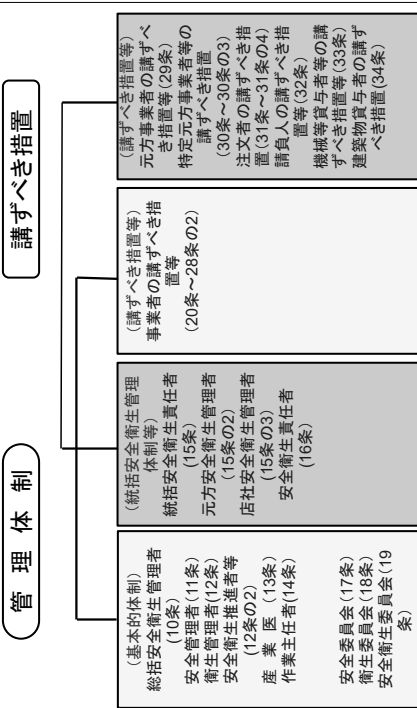 管理体制
講ずべき措置
(基本的体制)
総括安全衛生管理者
(10条)
安全管理者(11条)
衛生管理者(12条)
安全衛生推進者等
(12条の2)
産業医(13条)
作業主任者(14条)
安全委員会(17条)
衛生委員会(18条)
安全衛生委員会(19
条)
(統括安全衛生管理
体制等)
統括安全衛生責任者
(15条)
元方安全衛生管理者
(15条の2)
店社安全衛生管理者
(15条の3)
安全衛生責任者
(16条)
(講ずべき措置等)
事業者の講ずべき措
置等
(20条~28条の2)
(講ずべき措置等)
元方事業者の講ずべ
き措置等(29条)
特定元方事業者等の
講ずべき措置
(30条~30条の3)
注文者の講ずべき措
置(31条~31条の4)
請負人の講ずべき措
置等(32条)
機械等貸与者等の講
ずべき措置等(33条)
建築物貸与者の講ず
べき措置(34条)